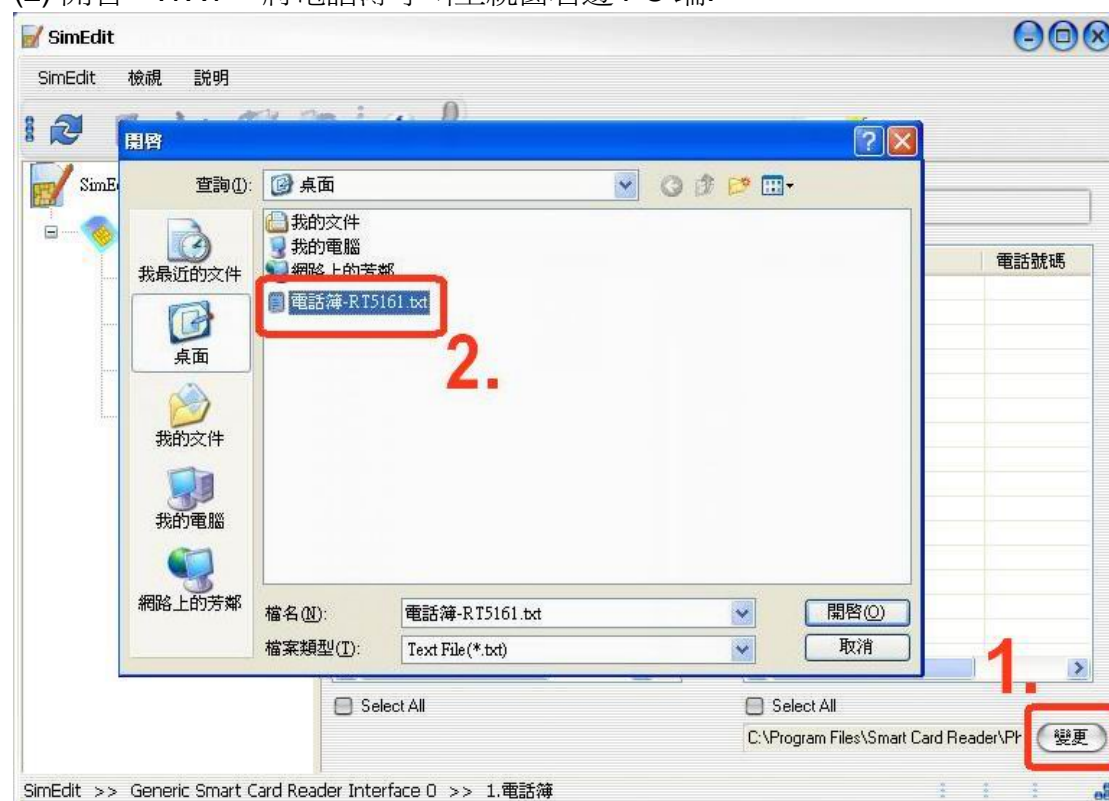 SimEdit
SimEdit 檢視 説明
開啓
查詢(I): 桌面
我的文件
我的電腦
網路上的芳鄰
電話簿-RT5161.txt
我最近的文件
桌面
我的文件
我的電腦
網路上的芳鄰
檔名(N): 電話簿-RT5161.txt 開啓(O)
檔案類型(T): Text File(*.txt) 取消
電話號碼
2.
1.
Select All
Select All
C:\Program Files\Smart Card Reader\Ph 變更
SimEdit >> Generic Smart Card Reader Interface 0 >> 1.電話簿